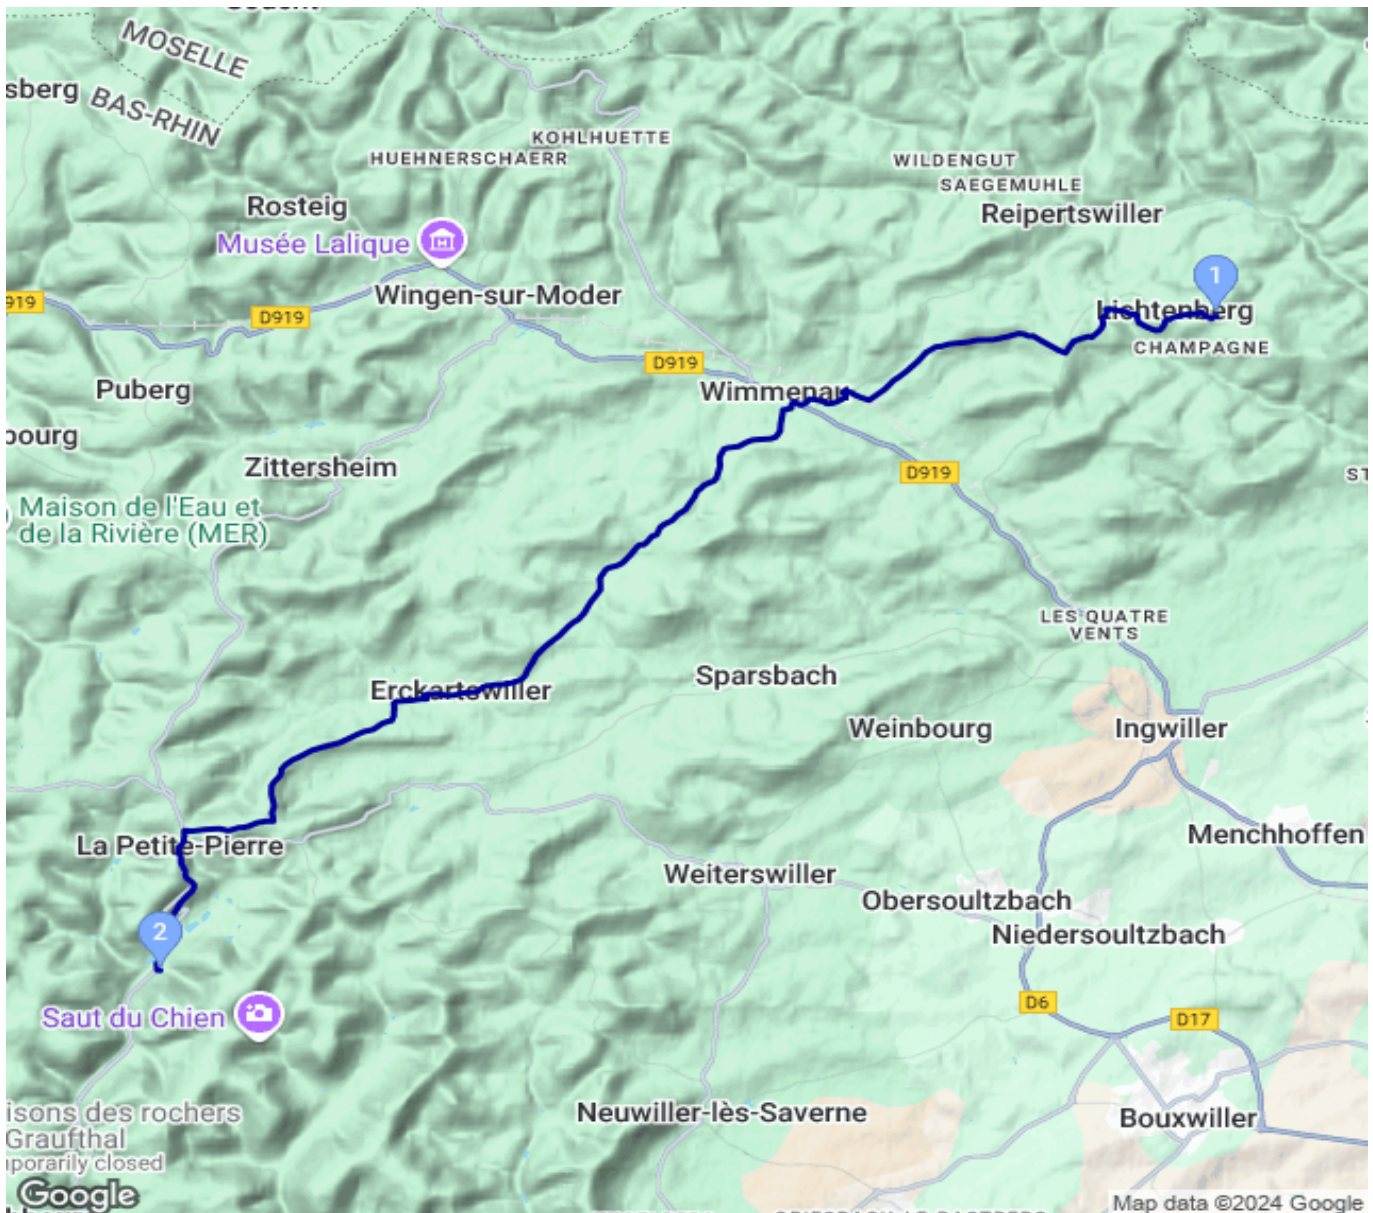 MOSELLE
sberg
BAS-RHIN
KOHLHUETTE
HUEHNERSCHAERR
WILDENGUT
SAEGEMUHLE
Rosteig
Reipertswiller
Musée Lalique
1
919
Wingen-sur-Moder
Lichtenberg
D919
CHAMPAGNE
D919
Puberg
Wimmenau
bourg
Zittersheim
D919
ST
Maison de l'Eau et
de la Rivière (MER)
LES QUATRE
VENTS
Sparsbach
Erckartswiller
Weinbourg
Ingwiller
La Petite-Pierre
Menchhoffen
Weiterswiller
Obersoultzbach
2
Niedersoultzbach
D6
Saut du Chien
D17
isons des rochers
Graufthal
nporarily closed
Neuwiller-lès-Saverne
Bouxwiller
Google
Map data ©2024 Google